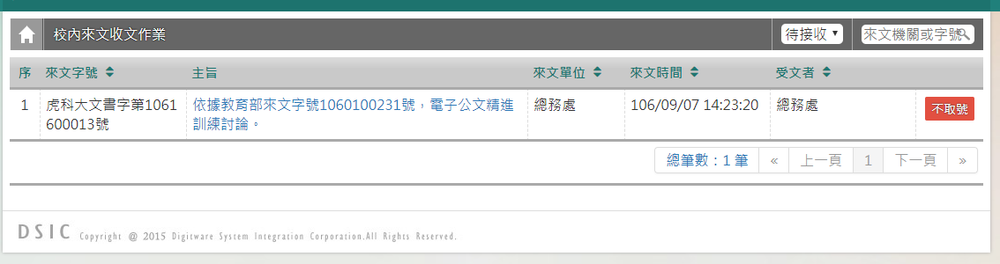 校內來文收文作業 待接收 來文機關或字號
序 來文字號 主旨 來文單位 來文時間 受文者
1 虎科大文書字第1061 依據教育部來文字號1060100231號，電子公文精進 總務處 106/09/07 14:23:20 總務處 不取號
600013號 訓練討論。
總筆數：1 筆 « 上一頁 1 下一頁 »
DSIC Copyright @ 2015 Digitware System Integration Corporation.All Rights Reserved.